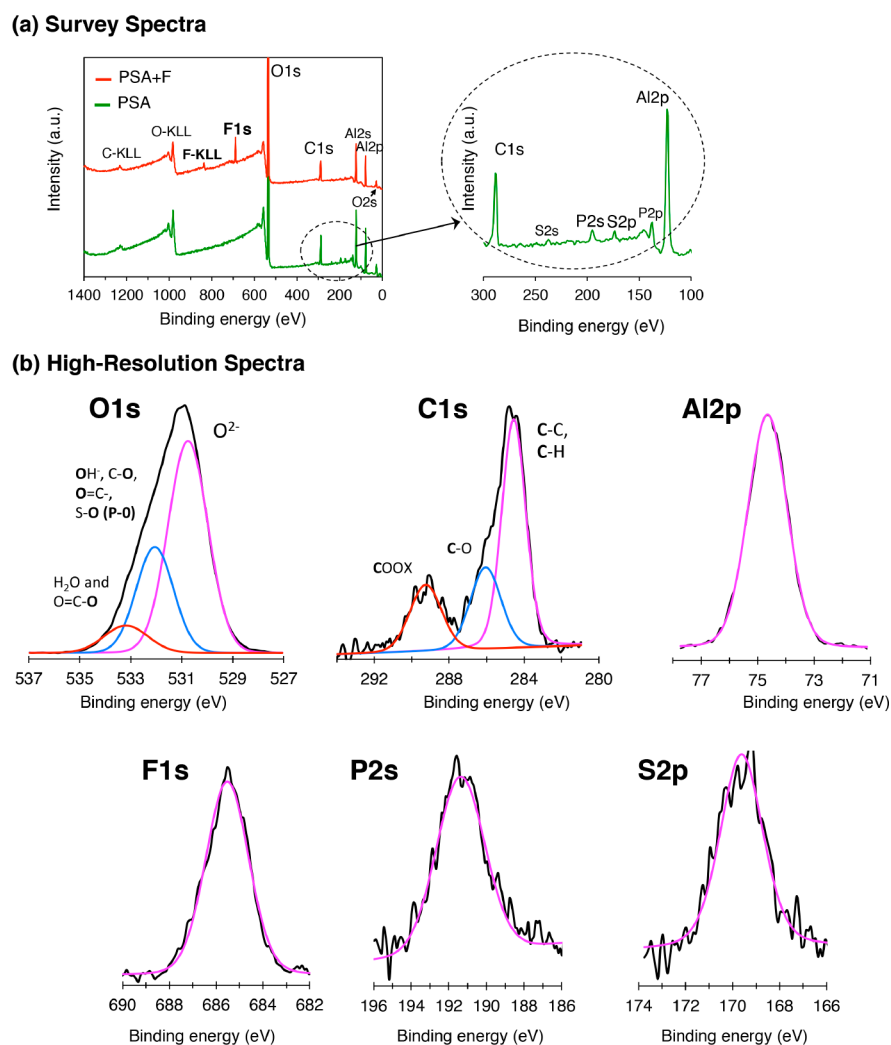 (a) Survey Spectra
PSA+F
PSA
O1s
O-KLL
C-KLL
F-KLL
F1s
C1s
Al2s
Al2p
O2s
Intensity (a.u.)
1400 1200 1000 800 600 400 200 0
Binding energy (eV)
Al2p
C1s
S2s
P2s
S2p
P2p
Intensity (a.u.)
300 250 200 150 100
Binding energy (eV)
(b) High-Resolution Spectra
O1s
O²⁻
OH⁻, C-O,
O=C-,
S-O (P-0)
H₂O and
O=C-O
537 535 533 531 529 527
Binding energy (eV)
C1s
C-C,
C-H
C-O
COOX
292 288 284 280
Binding energy (eV)
Al2p
77 75 73 71
Binding energy (eV)
F1s
690 688 686 684 682
Binding energy (eV)
P2s
196 194 192 190 188 186
Binding energy (eV)
S2p
174 172 170 168 166
Binding energy (eV)